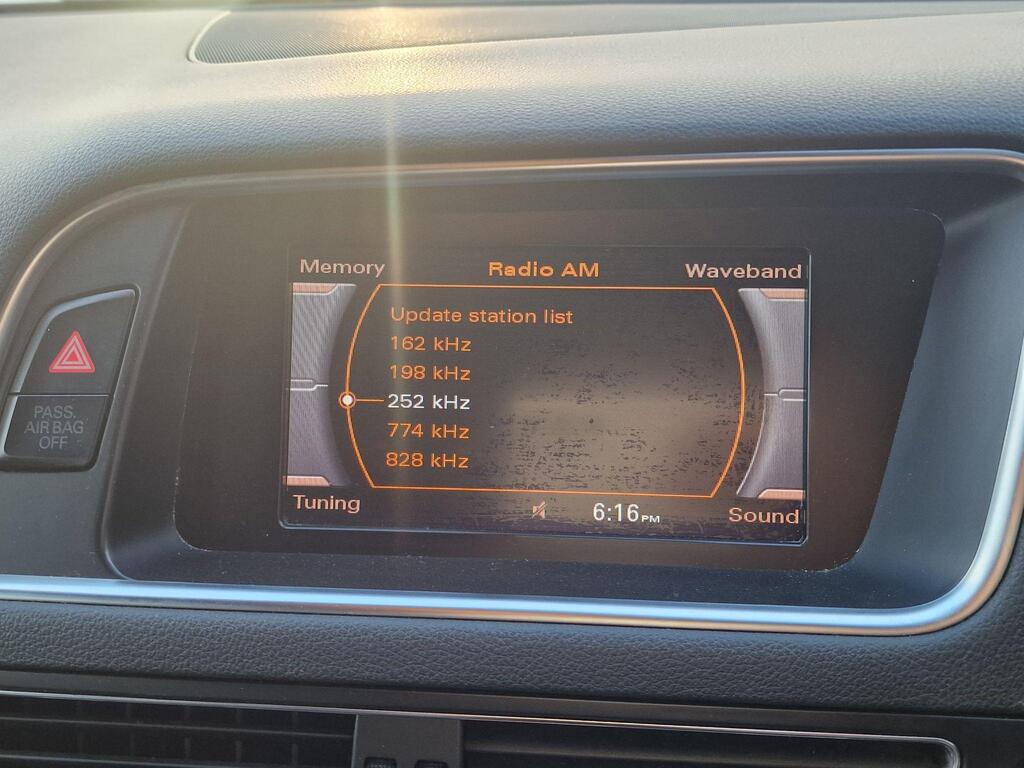 Memory
Radio AM
Waveband
Update station list
162 kHz
198 kHz
252 kHz
774 kHz
828 kHz
Tuning
6:16 PM
Sound
PASS.
AIR BAG
OFF